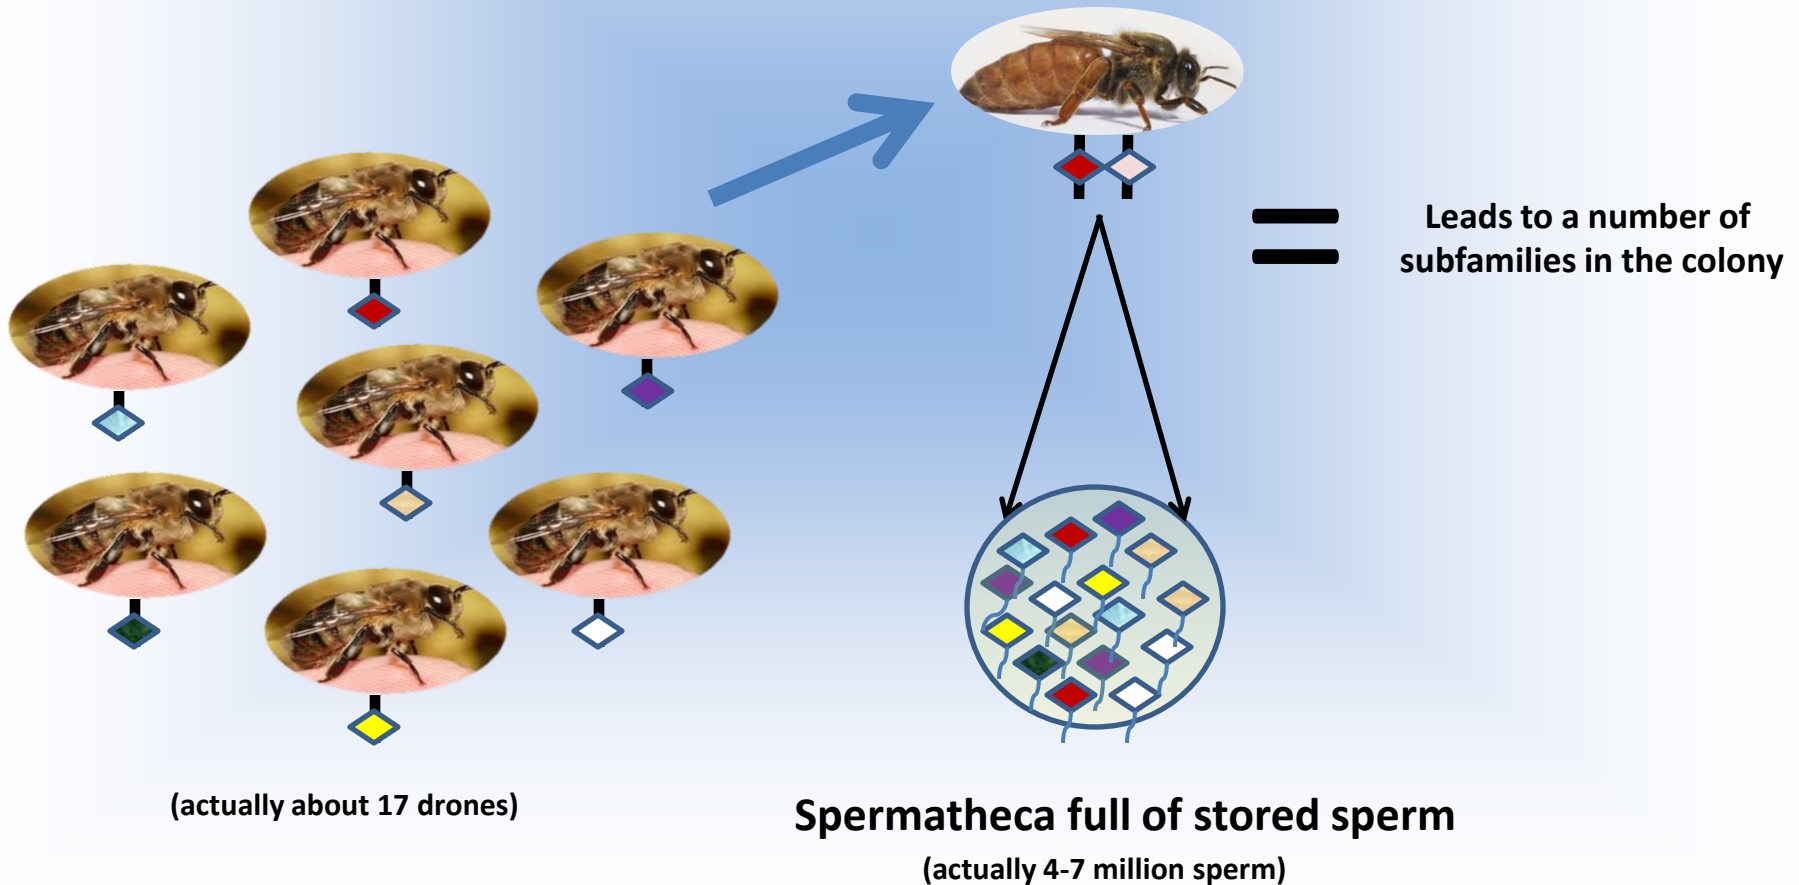 Leads to a number of
subfamilies in the colony
(actually about 17 drones)
Spermatheca full of stored sperm
(actually 4-7 million sperm)